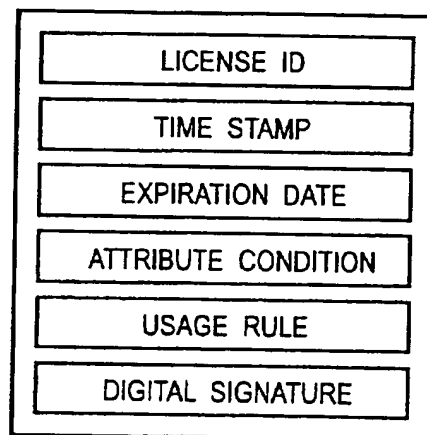 LICENSE ID
TIME STAMP
EXPIRATION DATE
ATTRIBUTE CONDITION
USAGE RULE
DIGITAL SIGNATURE